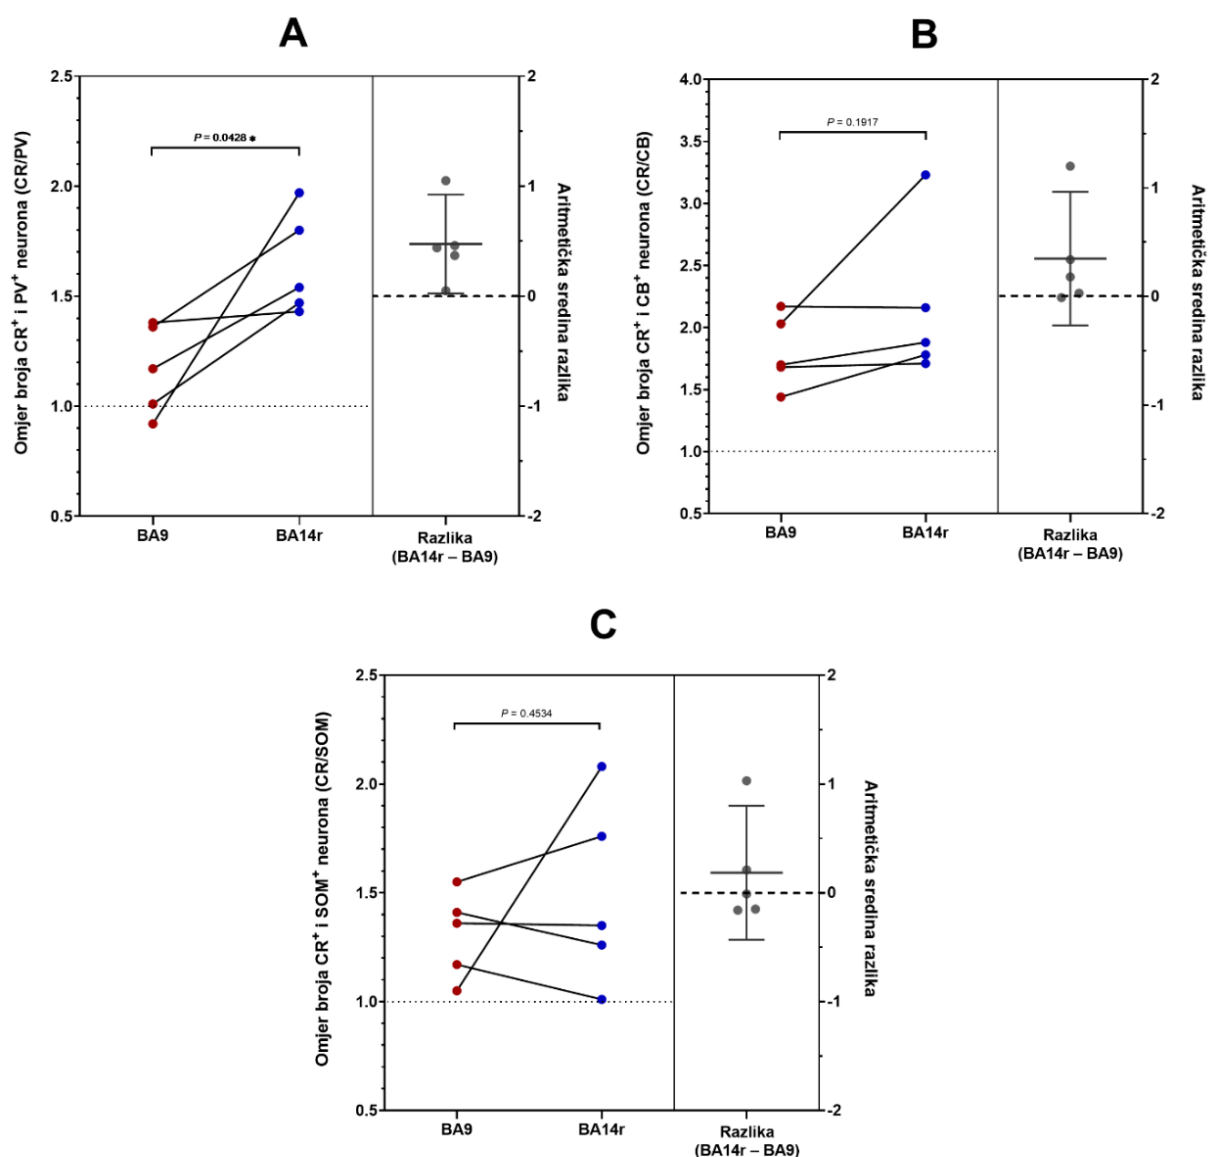 A
Omjer broja CR⁺ i PV⁺ neurona (CR/PV)
2.5
2.0
1.5
1.0
0.5
P = 0.0428 *
BA9
BA14r
Razlika
(BA14r – BA9)
2
1
0
-1
-2
Aritmetička sredina razlika
B
Omjer broja CR⁺ i CB⁺ neurona (CR/CB)
4.0
3.5
3.0
2.5
2.0
1.5
1.0
0.5
P = 0.1917
BA9
BA14r
Razlika
(BA14r – BA9)
2
1
0
-1
-2
Aritmetička sredina razlika
C
Omjer broja CR⁺ i SOM⁺ neurona (CR/SOM)
2.5
2.0
1.5
1.0
0.5
P = 0.4534
BA9
BA14r
Razlika
(BA14r – BA9)
2
1
0
-1
-2
Aritmetička sredina razlika